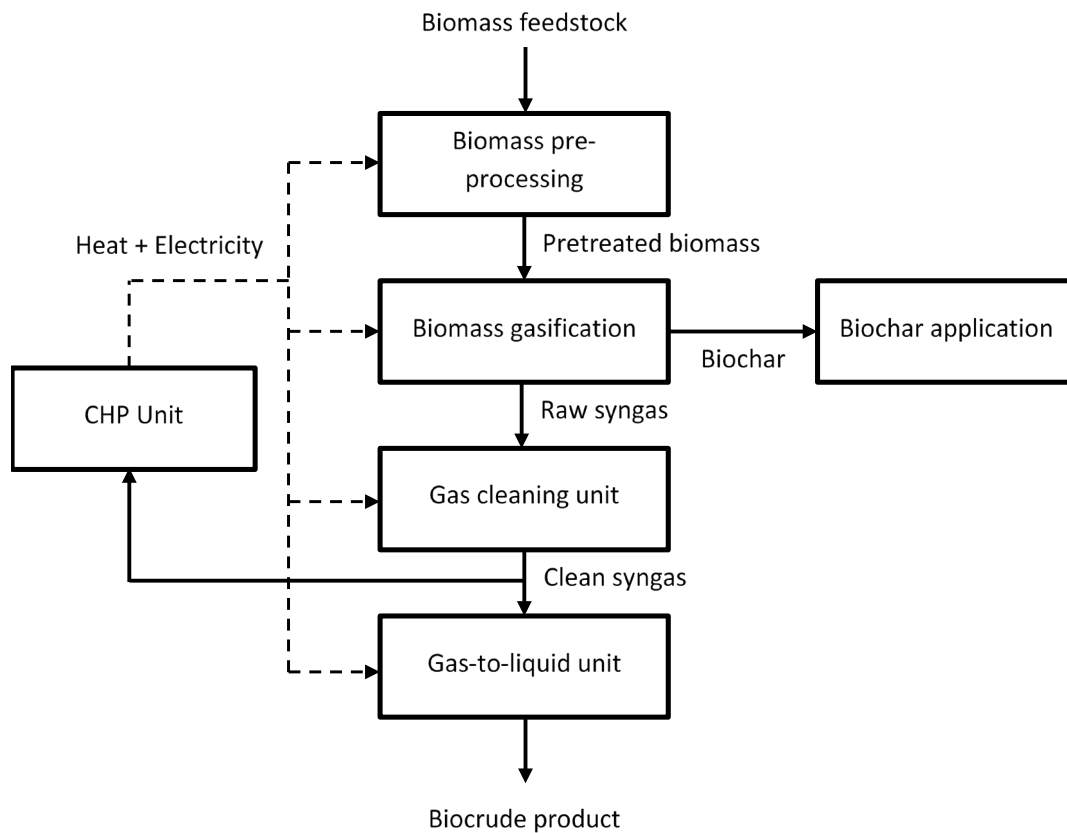 Biomass feedstock
Biomass pre-
processing
Heat + Electricity
Pretreated biomass
Biomass gasification
Biochar application
Biochar
CHP Unit
Raw syngas
Gas cleaning unit
Clean syngas
Gas-to-liquid unit
Biocrude product